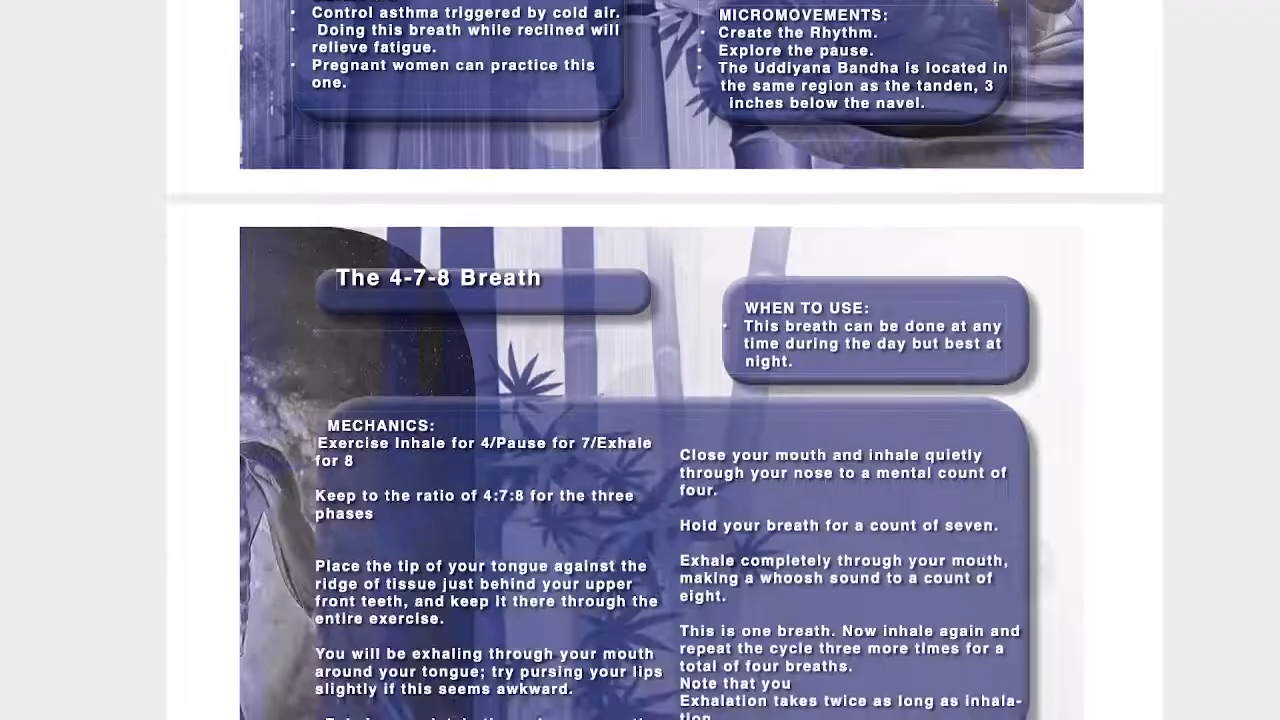 Control asthma triggered by cold air.
Doing this breath while reclined will
relieve fatigue.
Pregnant women can practice this
one.
MICROMOVEMENTS:
Create the Rhythm.
Explore the pause.
The Uddiyana Bandha is located in
the same region as the tanden, 3
inches below the navel.
The 4-7-8 Breath
WHEN TO USE:
This breath can be done at any
time during the day but best at
night.
MECHANICS:
Exercise Inhale for 4/Pause for 7/Exhale
for 8
Keep to the ratio of 4:7:8 for the three
phases
Place the tip of your tongue against the
ridge of tissue just behind your upper
front teeth, and keep it there through the
entire exercise.
You will be exhaling through your mouth
around your tongue; try pursing your lips
slightly if this seems awkward.
Close your mouth and inhale quietly
through your nose to a mental count of
four.
Hold your breath for a count of seven.
Exhale completely through your mouth,
making a whoosh sound to a count of
eight.
This is one breath. Now inhale again and
repeat the cycle three more times for a
total of four breaths.
Note that you
Exhalation takes twice as long as inhala-
tion